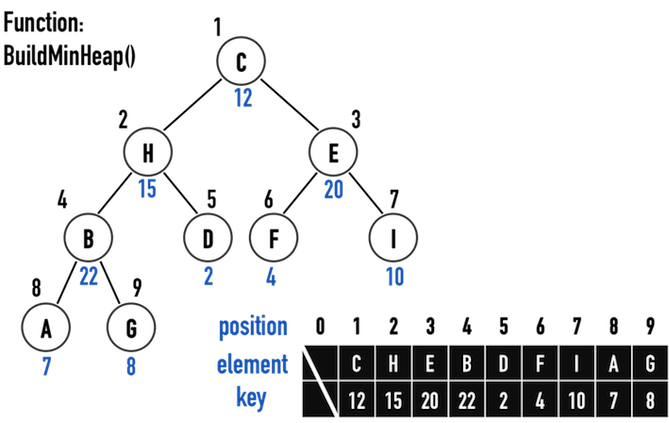 Function:
BuildMinHeap()
1
C
12
2
3
H
E
15
20
4
5
6
7
B
D
F
I
22
2
4
10
8
9
A
G
7
8
position 0 1 2 3 4 5 6 7 8 9
element C H E B D F I A G
key 12 15 20 22 2 4 10 7 8